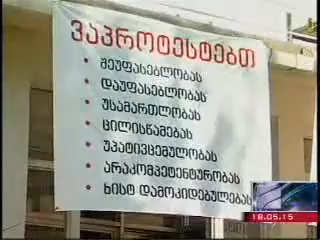 ვაპროტესტებთ
• შეუფასებლობას
• დაუფასებლობას
• უსამართლობას
• ცილისწამებას
• უპატივცემულობას
• არაკომპეტენტურობას
• ხისტ დამოკიდებულებას
18.05.15